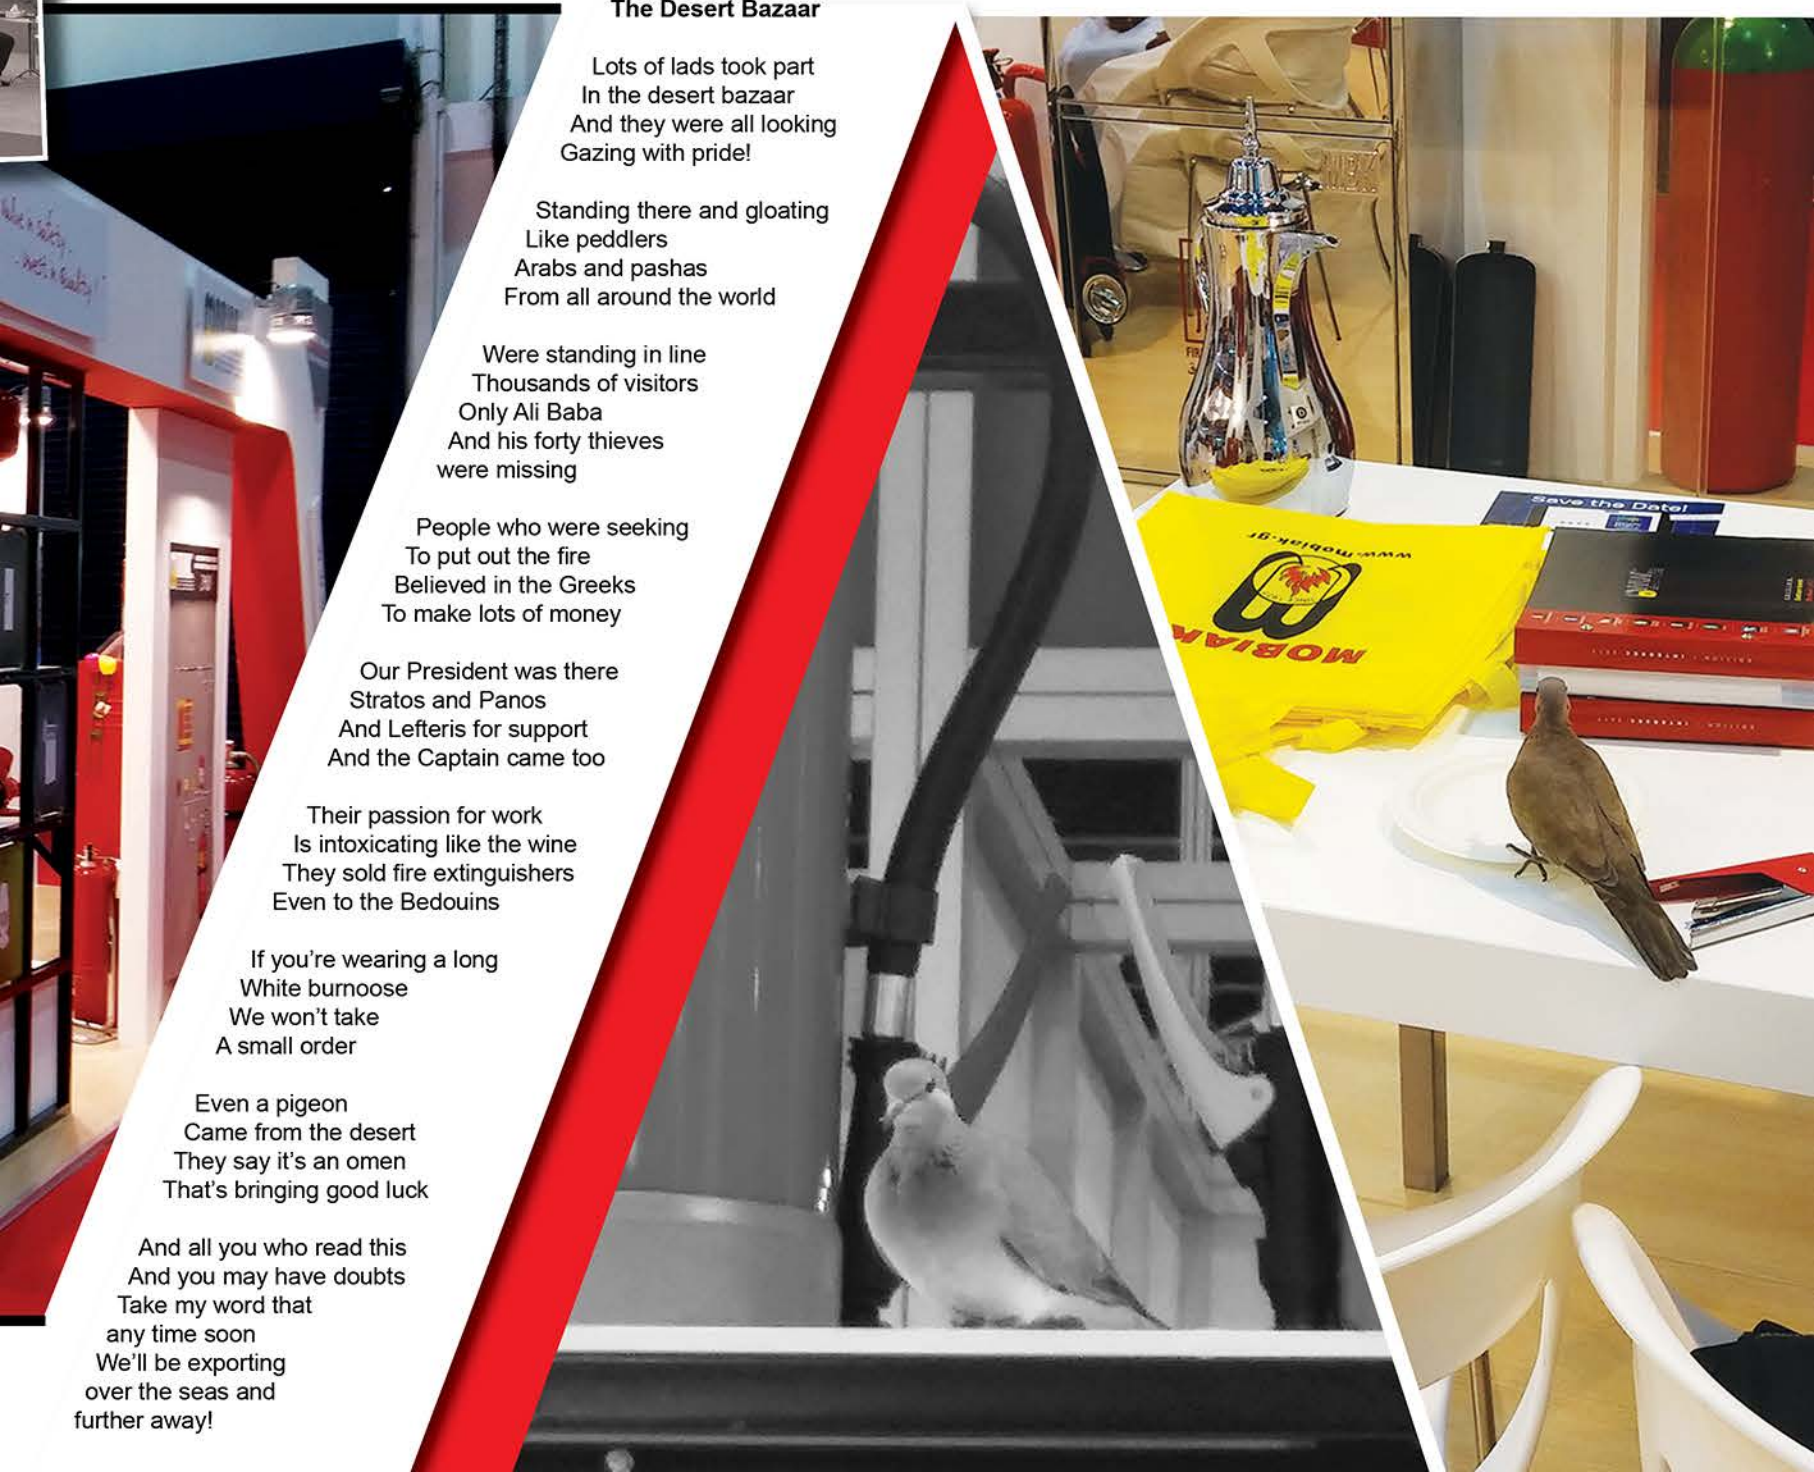 The Desert Bazaar
Lots of lads took part
In the desert bazaar
And they were all looking
Gazing with pride!
Standing there and gloating
Like peddlers
Arabs and pashas
From all around the world
Were standing in line
Thousands of visitors
Only Ali Baba
And his forty thieves
were missing
People who were seeking
To put out the fire
Believed in the Greeks
To make lots of money
Our President was there
Stratos and Panos
And Lefteris for support
And the Captain came too
Their passion for work
Is intoxicating like the wine
They sold fire extinguishers
Even to the Bedouins
If you're wearing a long
White burnoose
We won't take
A small order
Even a pigeon
Came from the desert
They say it's an omen
That's bringing good luck
And all you who read this
And you may have doubts
Take my word that
any time soon
We'll be exporting
over the seas and
further away!
Save the Date!
www.mobiak.gr
MOBIAK